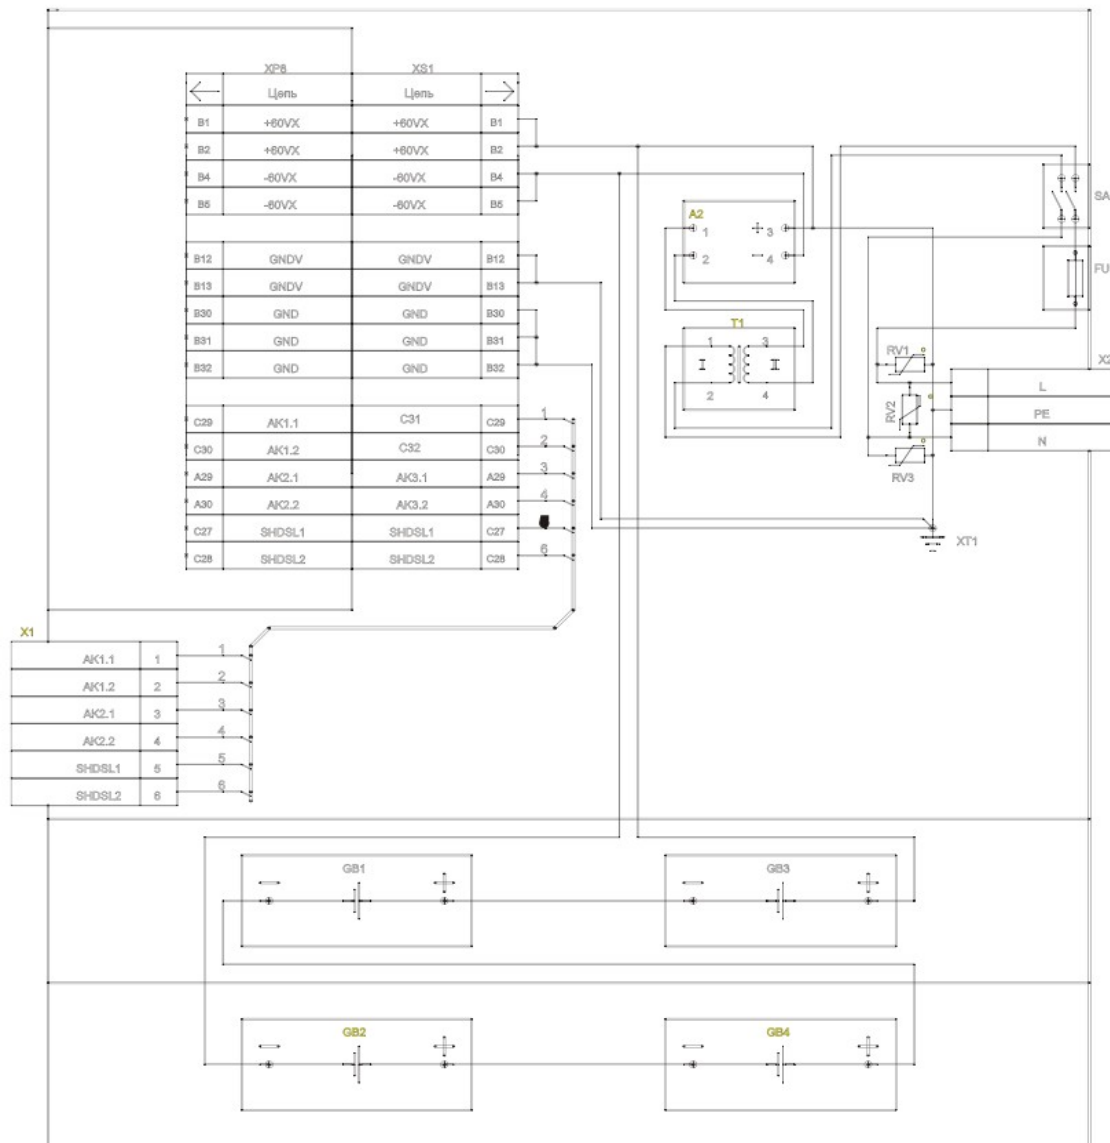 XP8 XS1
Цепь Цепь
B1 +60VX +60VX B1
B2 +60VX +60VX B2
B4 -60VX -60VX B4
B5 -60VX -60VX B5
B12 GNDV GNDV B12
B13 GNDV GNDV B13
B30 GND GND B30
B31 GND GND B31
B32 GND GND B32
C29 AK1.1 C31 C29 1
C30 AK1.2 C32 C30 2
A29 AK2.1 AK3.1 A29 3
A30 AK2.2 AK3.2 A30 4
C27 SHDSL1 SHDSL1 C27
C28 SHDSL2 SHDSL2 C28 6
A2
1 + 3
2 — 4
T1
1 3
I II
2 4
SA
FU
RV1
RV2
RV3
X2
L
PE
N
XT1
X1
AK1.1 1 1
AK1.2 2 2
AK2.1 3 3
AK2.2 4 4
SHDSL1 5 5
SHDSL2 6 6
GB1 GB3
— + — +
GB2 GB4
— + — +